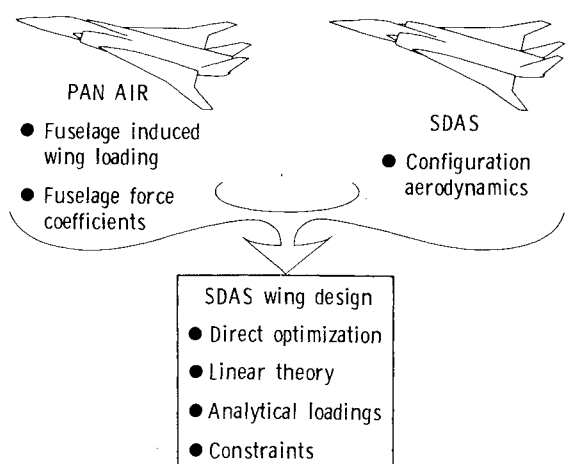 PAN AIR
● Fuselage induced
wing loading
● Fuselage force
coefficients
SDAS
● Configuration
aerodynamics
SDAS wing design
● Direct optimization
● Linear theory
● Analytical loadings
● Constraints